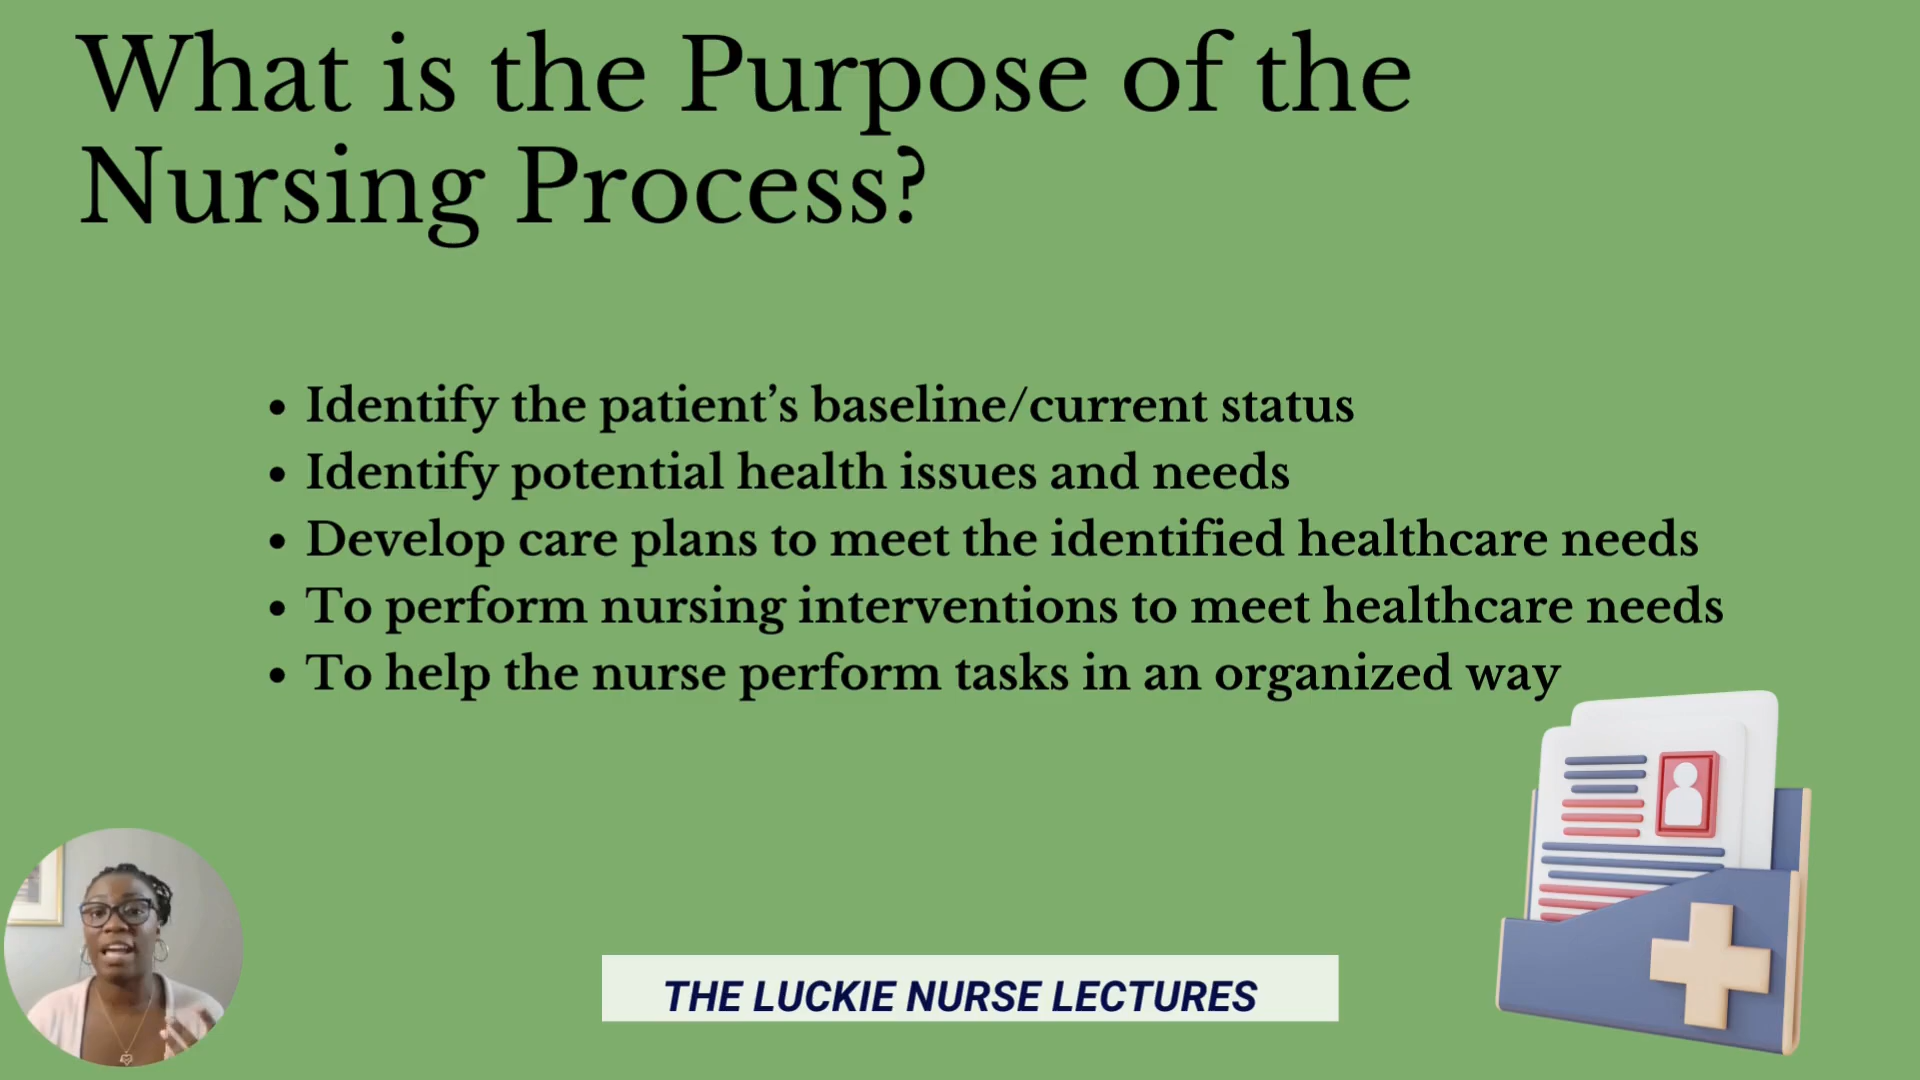 What is the Purpose of the
Nursing Process?
• Identify the patient’s baseline/current status
• Identify potential health issues and needs
• Develop care plans to meet the identified healthcare needs
• To perform nursing interventions to meet healthcare needs
• To help the nurse perform tasks in an organized way
THE LUCKIE NURSE LECTURES